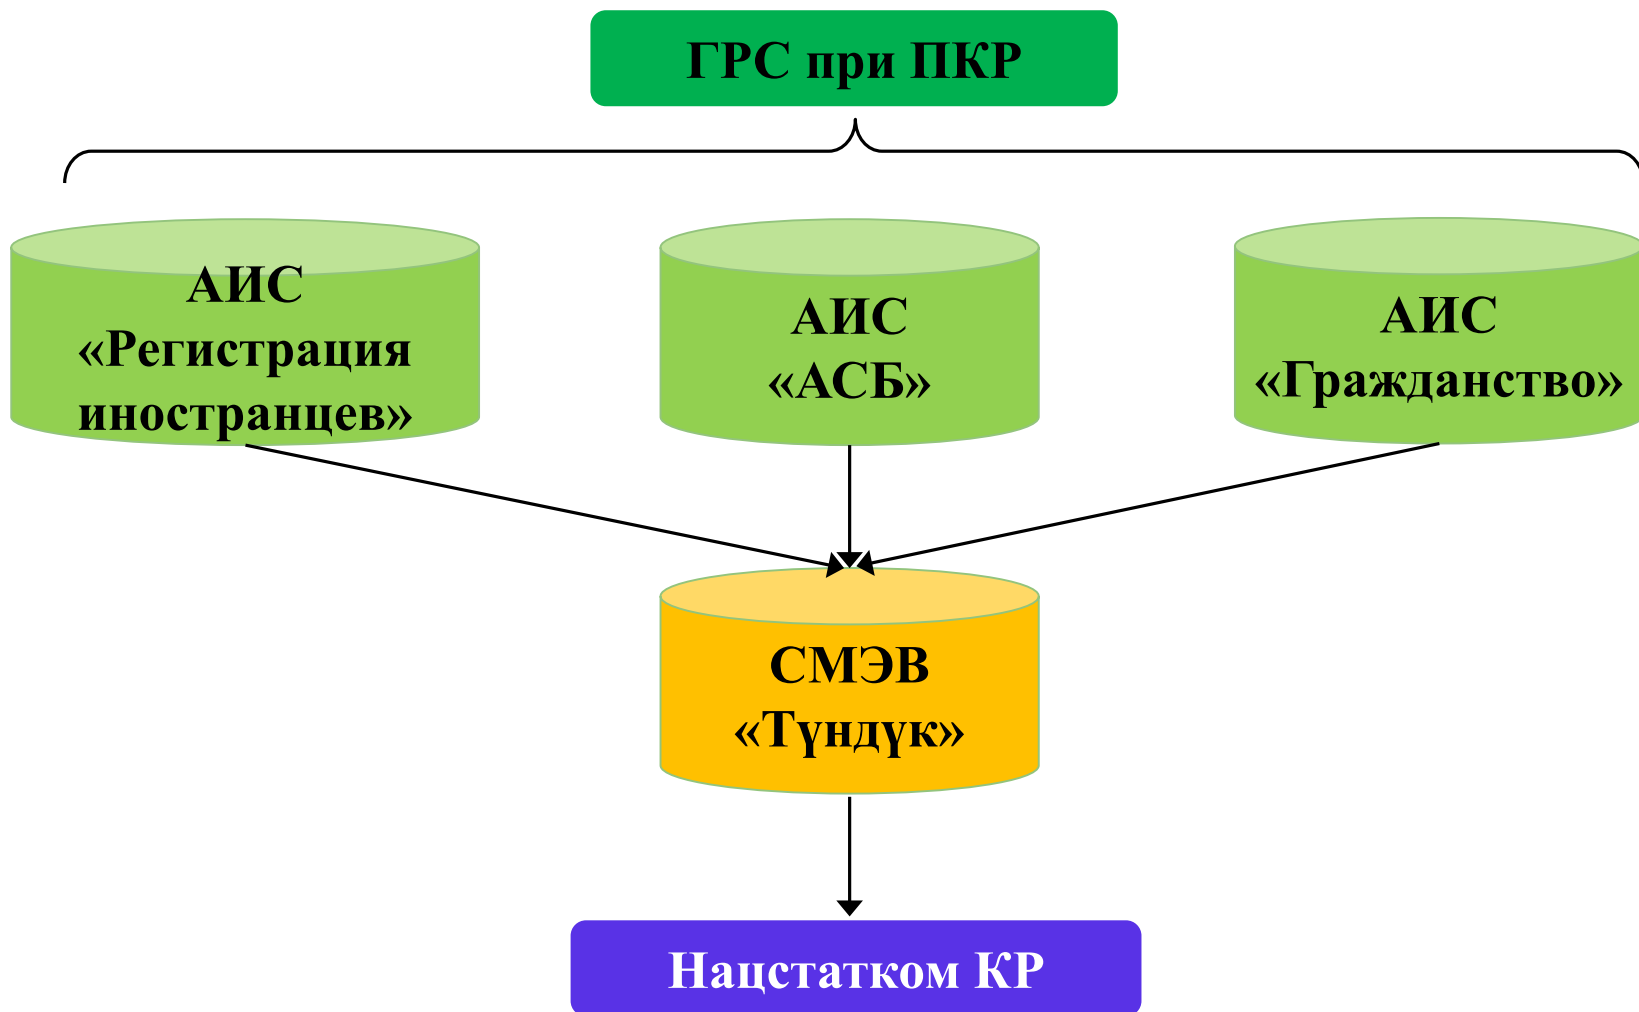 ГРС при ПКР
АИС
«Регистрация
иностранцев»
АИС
«АСБ»
АИС
«Гражданство»
СМЭВ
«Түндүк»
Нацстатком КР